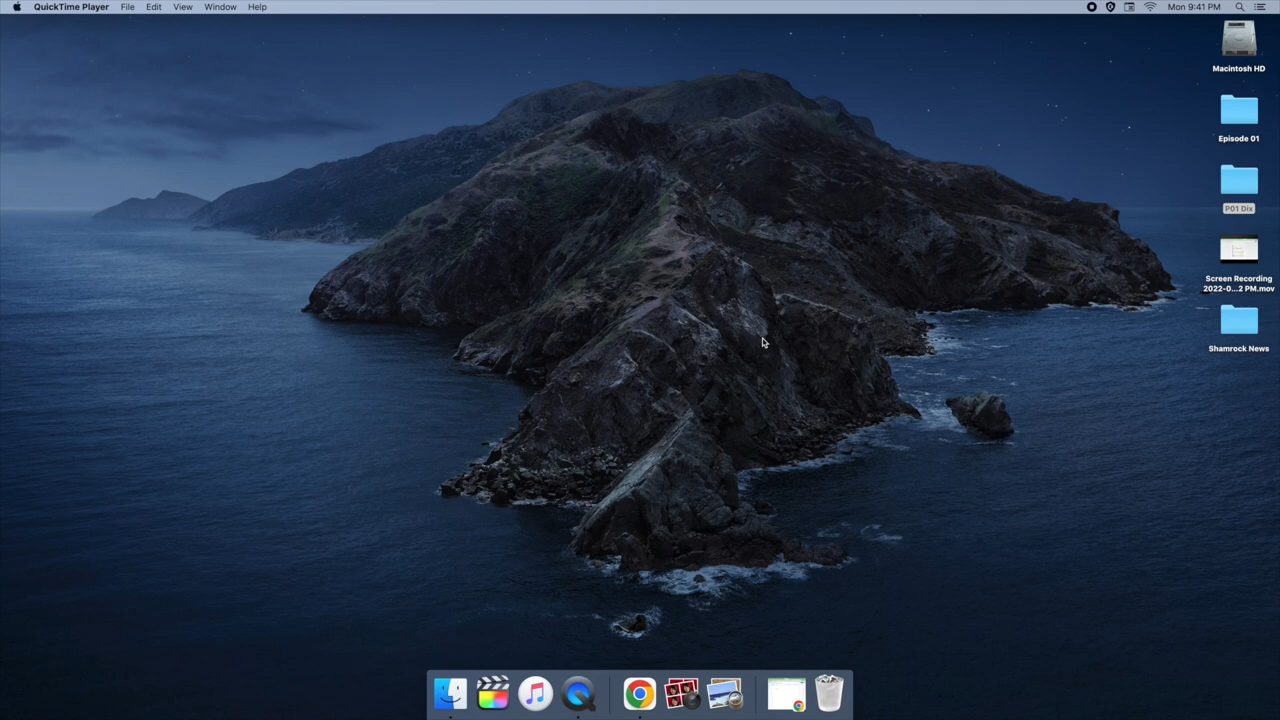 QuickTime Player File Edit View Window Help Mon 9:41 PM
Macintosh HD
Episode 01
P01 Dix
Screen Recording
2022-0...2 PM.mov
Shamrock News